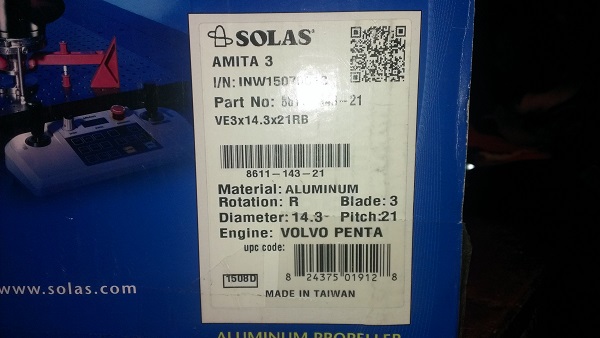 SOLAS
AMITA 3
I/N:
Part No: -21
VE3x14.3x21RB
8611-143-21
Material: ALUMINUM
Rotation: R Blade: 3
Diameter: 14.3- Pitch: 21
Engine: VOLVO PENTA
upc code:
1508D
8 24375 01912 8
MADE IN TAIWAN
www.solas.com
ALUMINUM PROPELLER